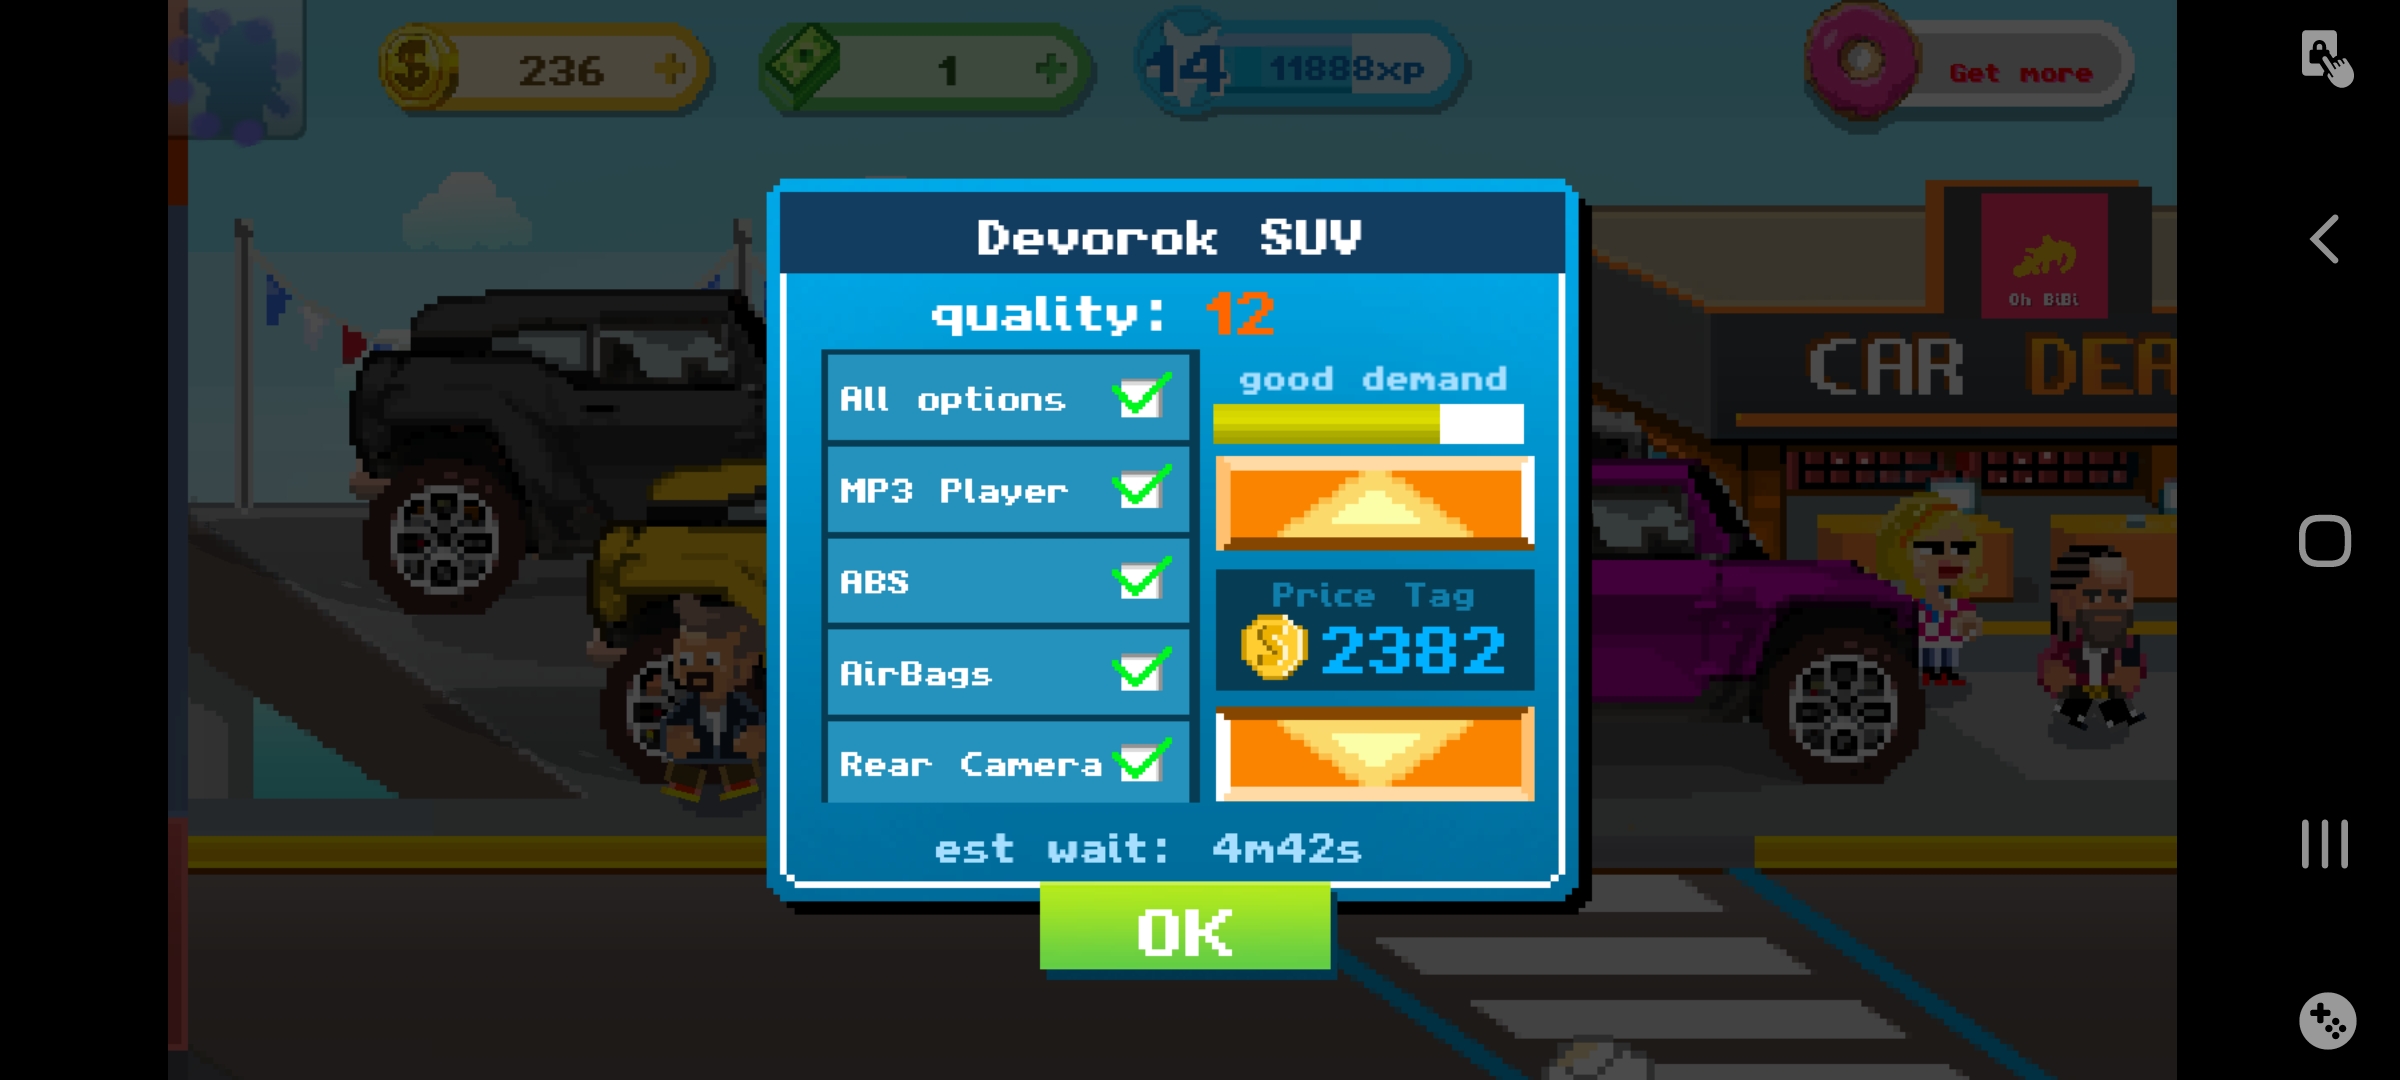 236
1
14
11888xp
Get more
Oh BiBi
CAR DEA
Devorok SUV
quality: 12
All options
MP3 Player
ABS
AirBags
Rear Camera
good demand
Price Tag
2382
est wait: 4m42s
OK